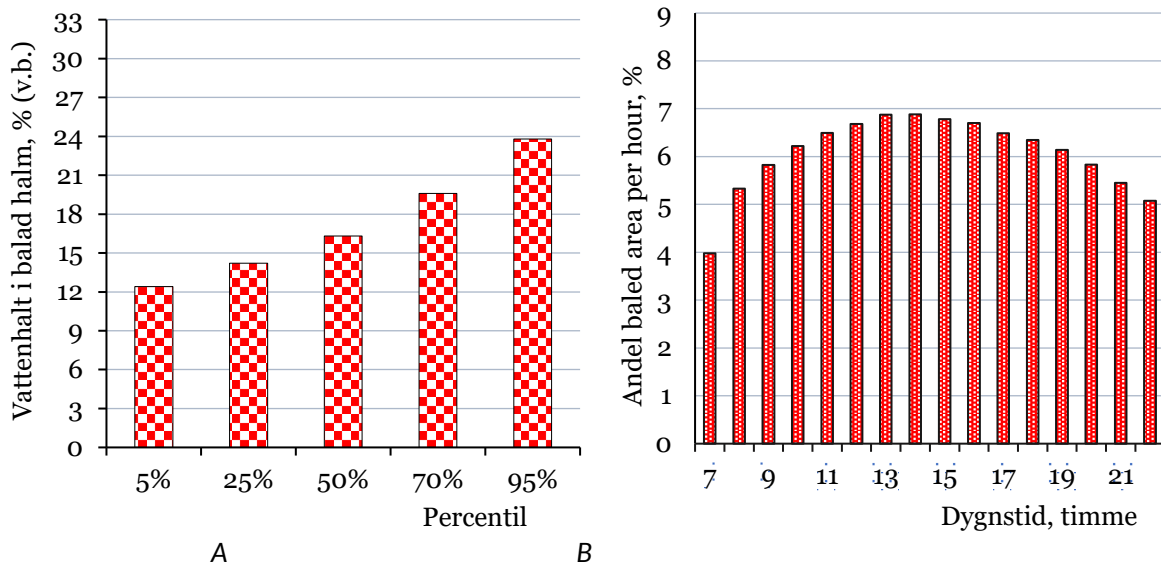 Vattenhalt i balad halm, % (v.b.)
33
30
27
24
21
18
15
12
9
6
3
0
5% 25% 50% 70% 95%
Percentil
A
Andel baled area per hour, %
9
8
7
6
5
4
3
2
1
0
7 9 11 13 15 17 19 21
Dygnstid, timme
B